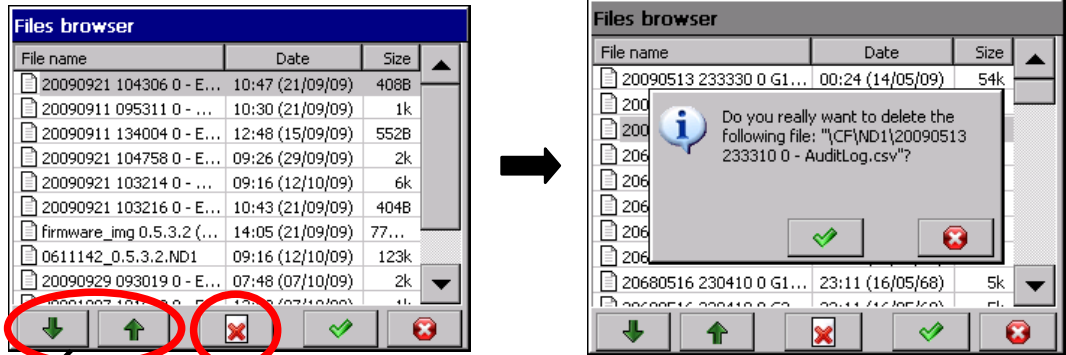 Files browser
File name Date Size
20090921 104306 0 - E... 10:47 (21/09/09) 408B
20090911 095311 0 - ... 10:30 (21/09/09) 1k
20090911 134004 0 - E... 12:48 (15/09/09) 552B
20090921 104758 0 - E... 09:26 (29/09/09) 2k
20090921 103214 0 - ... 09:16 (12/10/09) 6k
20090921 103216 0 - E... 10:43 (21/09/09) 404B
firmware_img 0.5.3.2 (... 14:05 (21/09/09) 77...
0611142_0.5.3.2.ND1 09:16 (12/10/09) 123k
20090929 093019 0 - E... 07:48 (07/10/09) 2k
Files browser
File name Date Size
20090513 233330 0 G1... 00:24 (14/05/09) 54k
200
200
206
206
206
206
Do you really want to delete the
following file: "\CF\ND1\20090513
233310 0 - AuditLog.csv"?
20680516 230410 0 G1... 23:11 (16/05/68) 5k